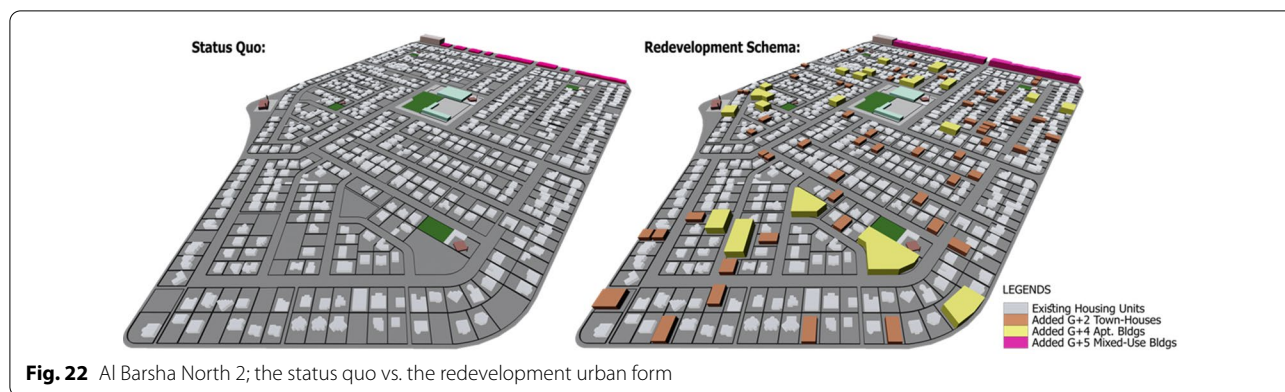 Status Quo:
Redevelopment Schema:
LEGENDS
Existing Housing Units
Added G+2 Town-Houses
Added G+4 Apt. Bldgs
Added G+5 Mixed-Use Bldgs
Fig. 22 Al Barsha North 2; the status quo vs. the redevelopment urban form